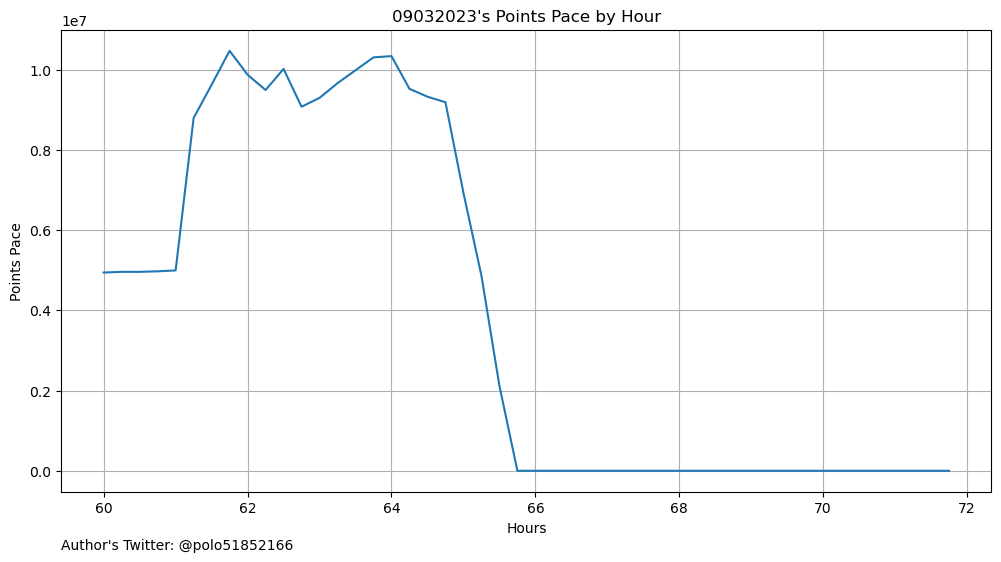 09032023's Points Pace by Hour
1e7
1.0
0.8
0.6
0.4
0.2
0.0
Points Pace
60 62 64 66 68 70 72
Hours
Author's Twitter: @polo51852166